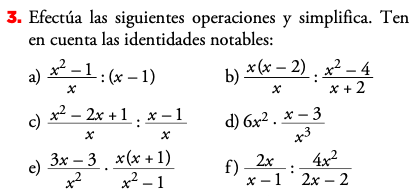 3. Efectúa las siguientes operaciones y simplifica. Ten
en cuenta las identidades notables:
a) \frac{x^2 - 1}{x} : (x - 1) b) \frac{x(x - 2)}{x} : \frac{x^2 - 4}{x + 2}
c) \frac{x^2 - 2x + 1}{x} : \frac{x - 1}{x} d) 6x^2 · \frac{x - 3}{x^3}
e) \frac{3x - 3}{x^2} · \frac{x(x + 1)}{x^2 - 1} f) \frac{2x}{x - 1} : \frac{4x^2}{2x - 2}